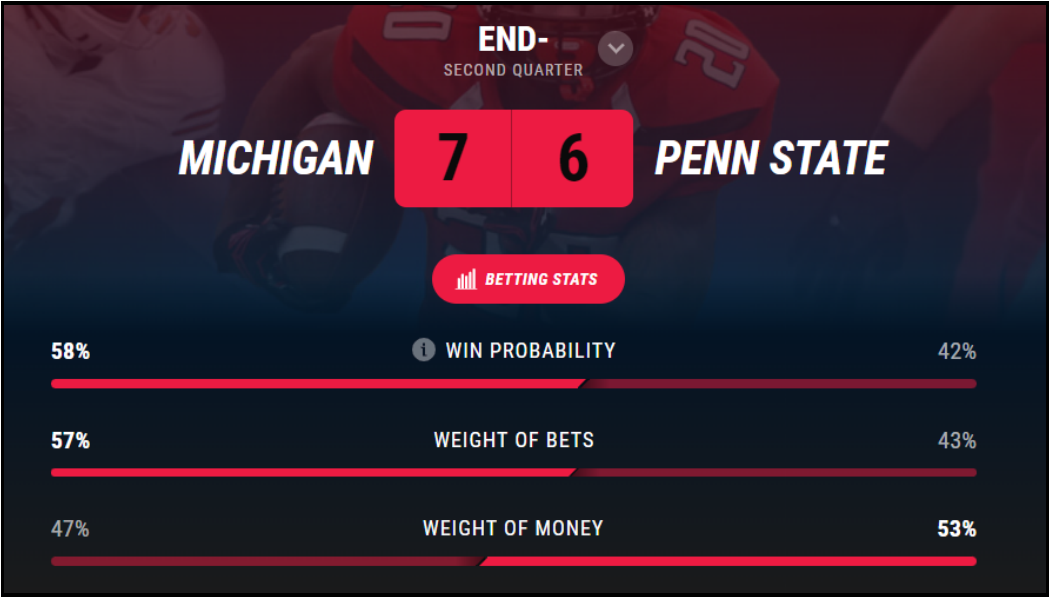 END-
SECOND QUARTER
MICHIGAN 7 6 PENN STATE
BETTING STATS
58% WIN PROBABILITY 42%
57% WEIGHT OF BETS 43%
47% WEIGHT OF MONEY 53%